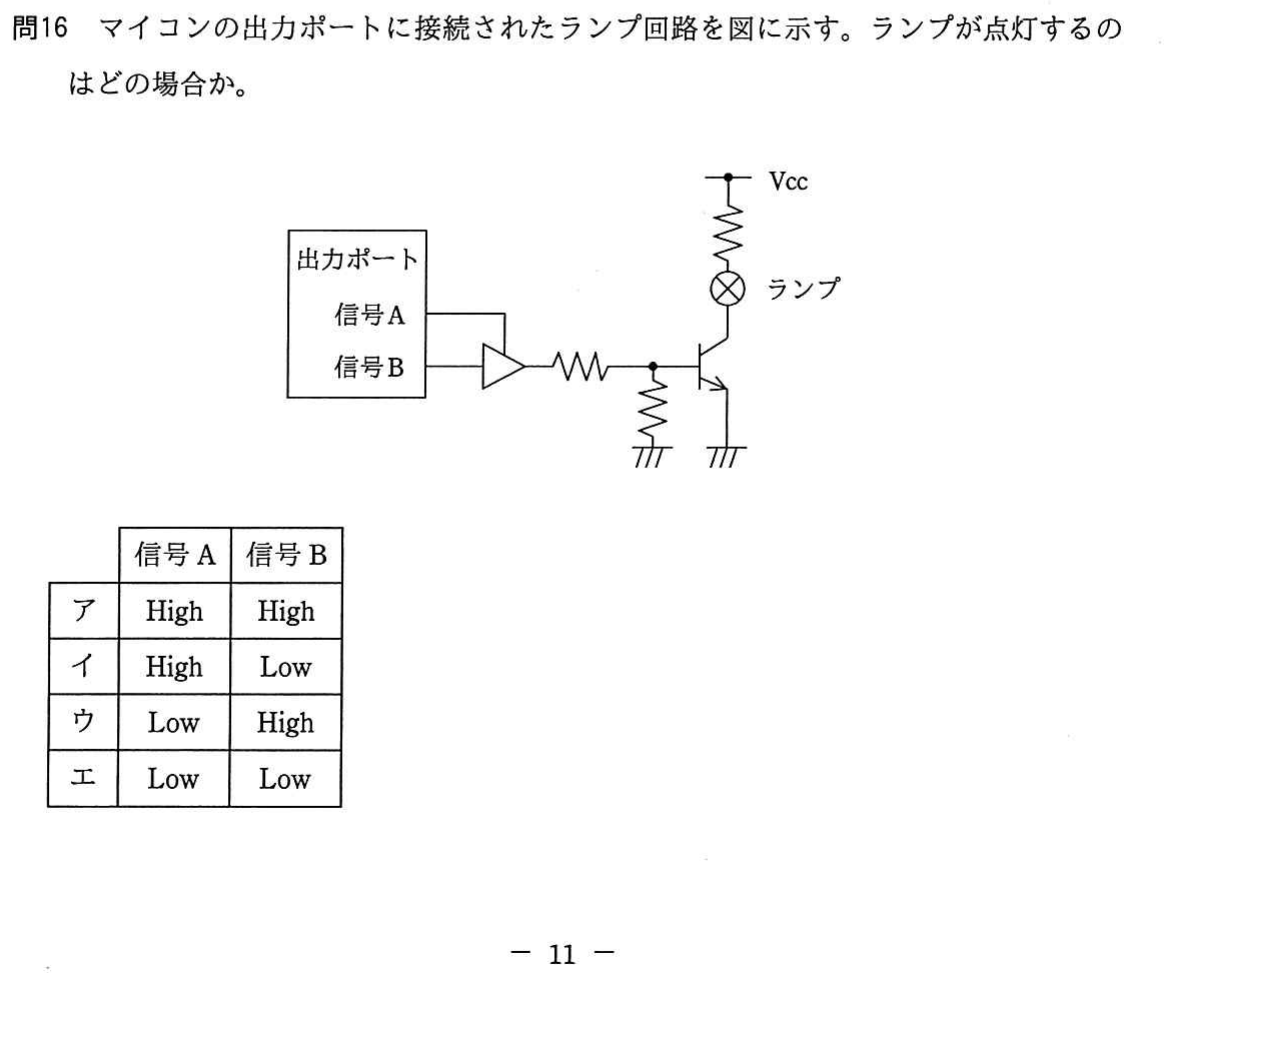 問16　マイコンの出力ポートに接続されたランプ回路を図に示す。ランプが点灯するの
はどの場合か。
Vcc
出力ポート
ランプ
信号A
信号B
信号A 信号B
ア High High
イ High Low
ウ Low High
エ Low Low
－ 11 －